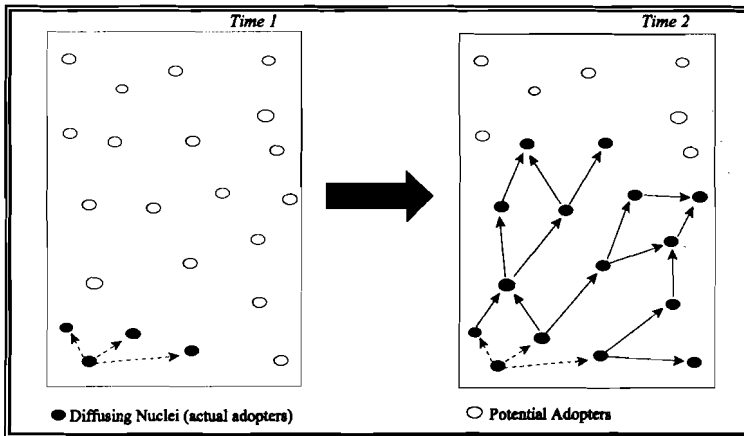 Time 1
Time 2
Diffusing Nuclei (actual adopters)
Potential Adopters